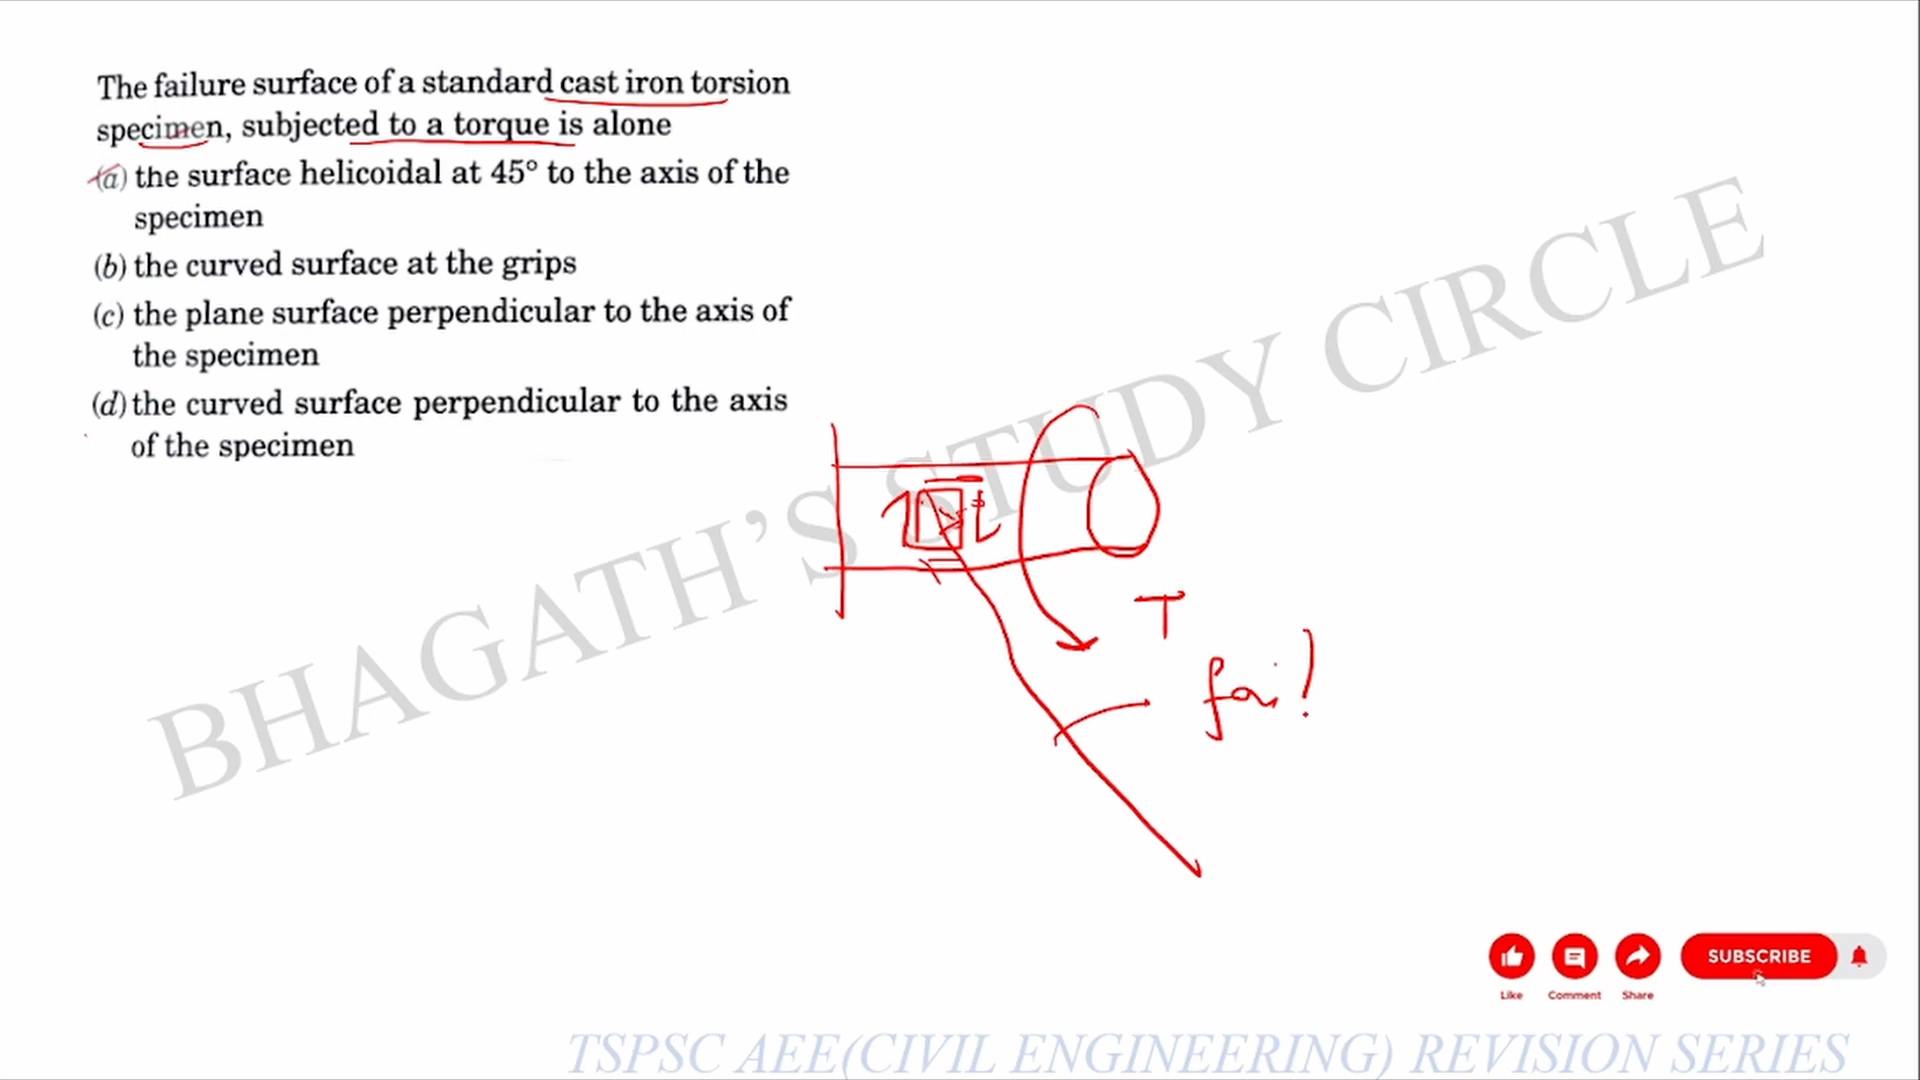 The failure surface of a standard cast iron torsion
specimen, subjected to a torque is alone
(a) the surface helicoidal at 45° to the axis of the
specimen
(b) the curved surface at the grips
(c) the plane surface perpendicular to the axis of
the specimen
(d) the curved surface perpendicular to the axis
of the specimen
BHAGATH'S STUDY CIRCLE
T
SUBSCRIBE
Like Comment Share
TSPSC AEE(CIVIL ENGINEERING) REVISION SERIES